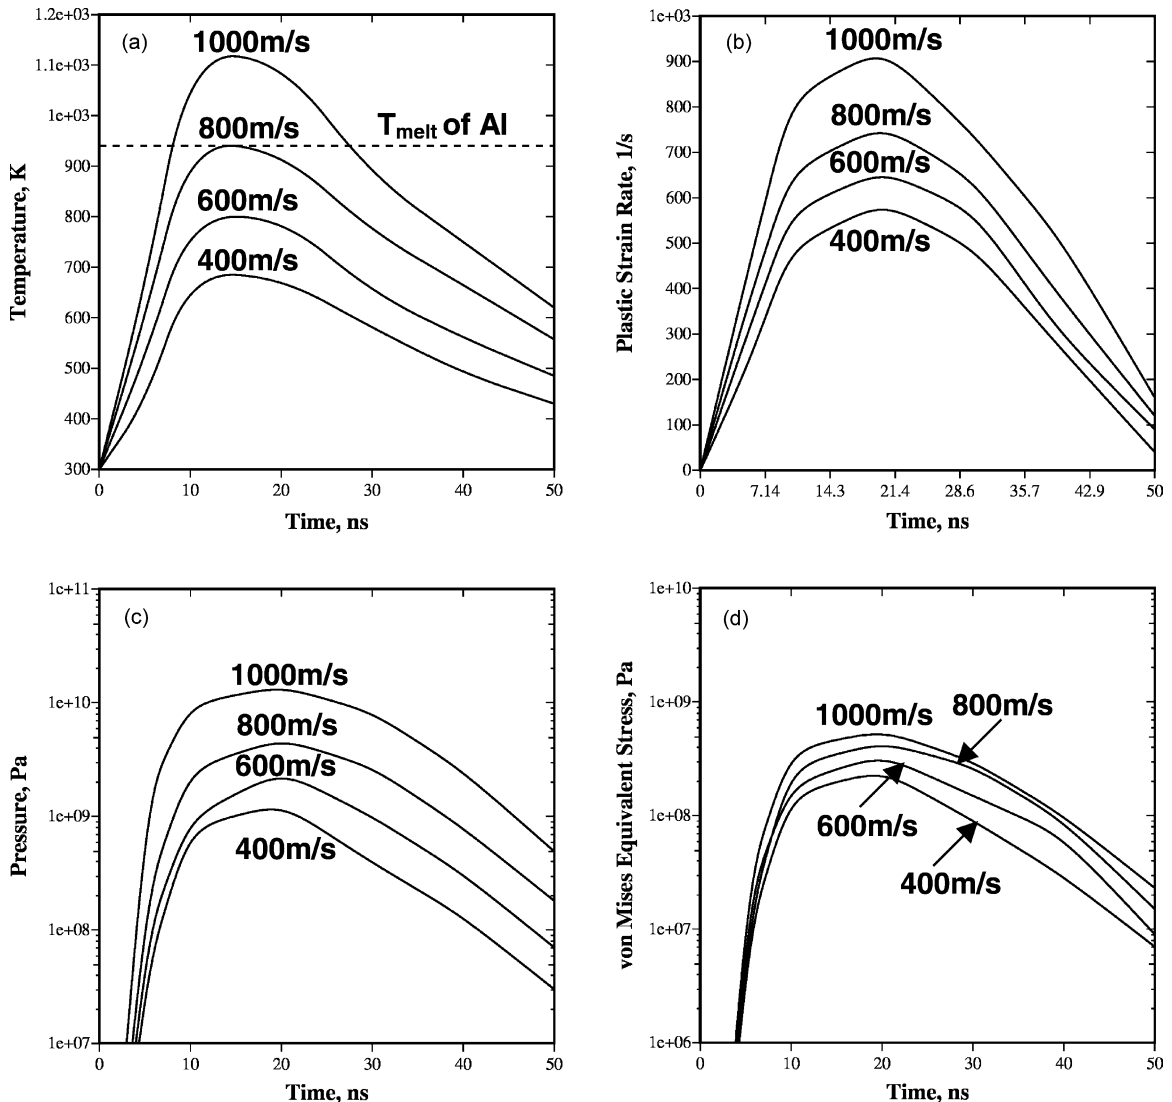 1.2e+03
(a)
1000m/s
1.1e+03
1e+03
800m/s
Tmelt of Al
900
600m/s
800
400m/s
700
600
500
400
300
0
10
20
30
40
50
Temperature, K
Time, ns
1e+03
(b)
1000m/s
900
800
800m/s
700
600m/s
600
400m/s
500
400
300
200
100
0
0
7.14
14.3
21.4
28.6
35.7
42.9
50
Plastic Strain Rate, 1/s
Time, ns
1e+11
(c)
1000m/s
1e+10
800m/s
600m/s
1e+09
400m/s
1e+08
1e+07
0
10
20
30
40
50
Pressure, Pa
Time, ns
1e+10
(d)
1e+09
1000m/s
800m/s
1e+08
600m/s
400m/s
1e+07
1e+06
0
10
20
30
40
50
von Mises Equivalent Stress, Pa
Time, ns